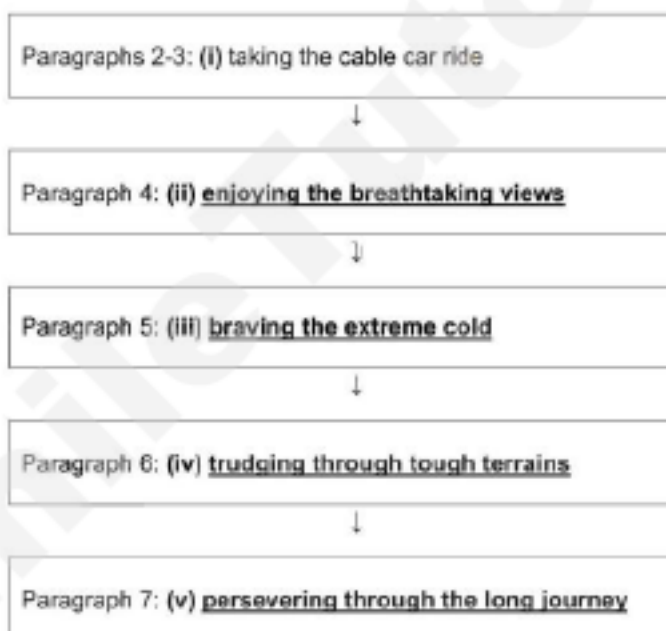 Paragraphs 2-3: (i) taking the cable car ride
↓
Paragraph 4: (ii) enjoying the breathtaking views
↓
Paragraph 5: (iii) braving the extreme cold
↓
Paragraph 6: (iv) trudging through tough terrains
↓
Paragraph 7: (v) persevering through the long journey